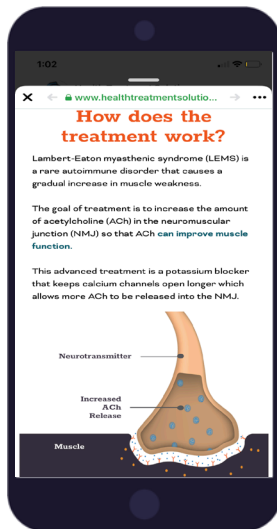 1:02
www.healthtreatmentsolutio...
How does the
treatment work?
Lambert-Eaton myasthenic syndrome (LEMS) is
a rare autoimmune disorder that causes a
gradual increase in muscle weakness.
The goal of treatment is to increase the amount
of acetylcholine (ACh) in the neuromuscular
junction (NMJ) so that ACh can improve muscle
function.
This advanced treatment is a potassium blocker
that keeps calcium channels open longer which
allows more ACh to be released into the NMJ.
Neurotransmitter
Increased
ACh
Release
Muscle